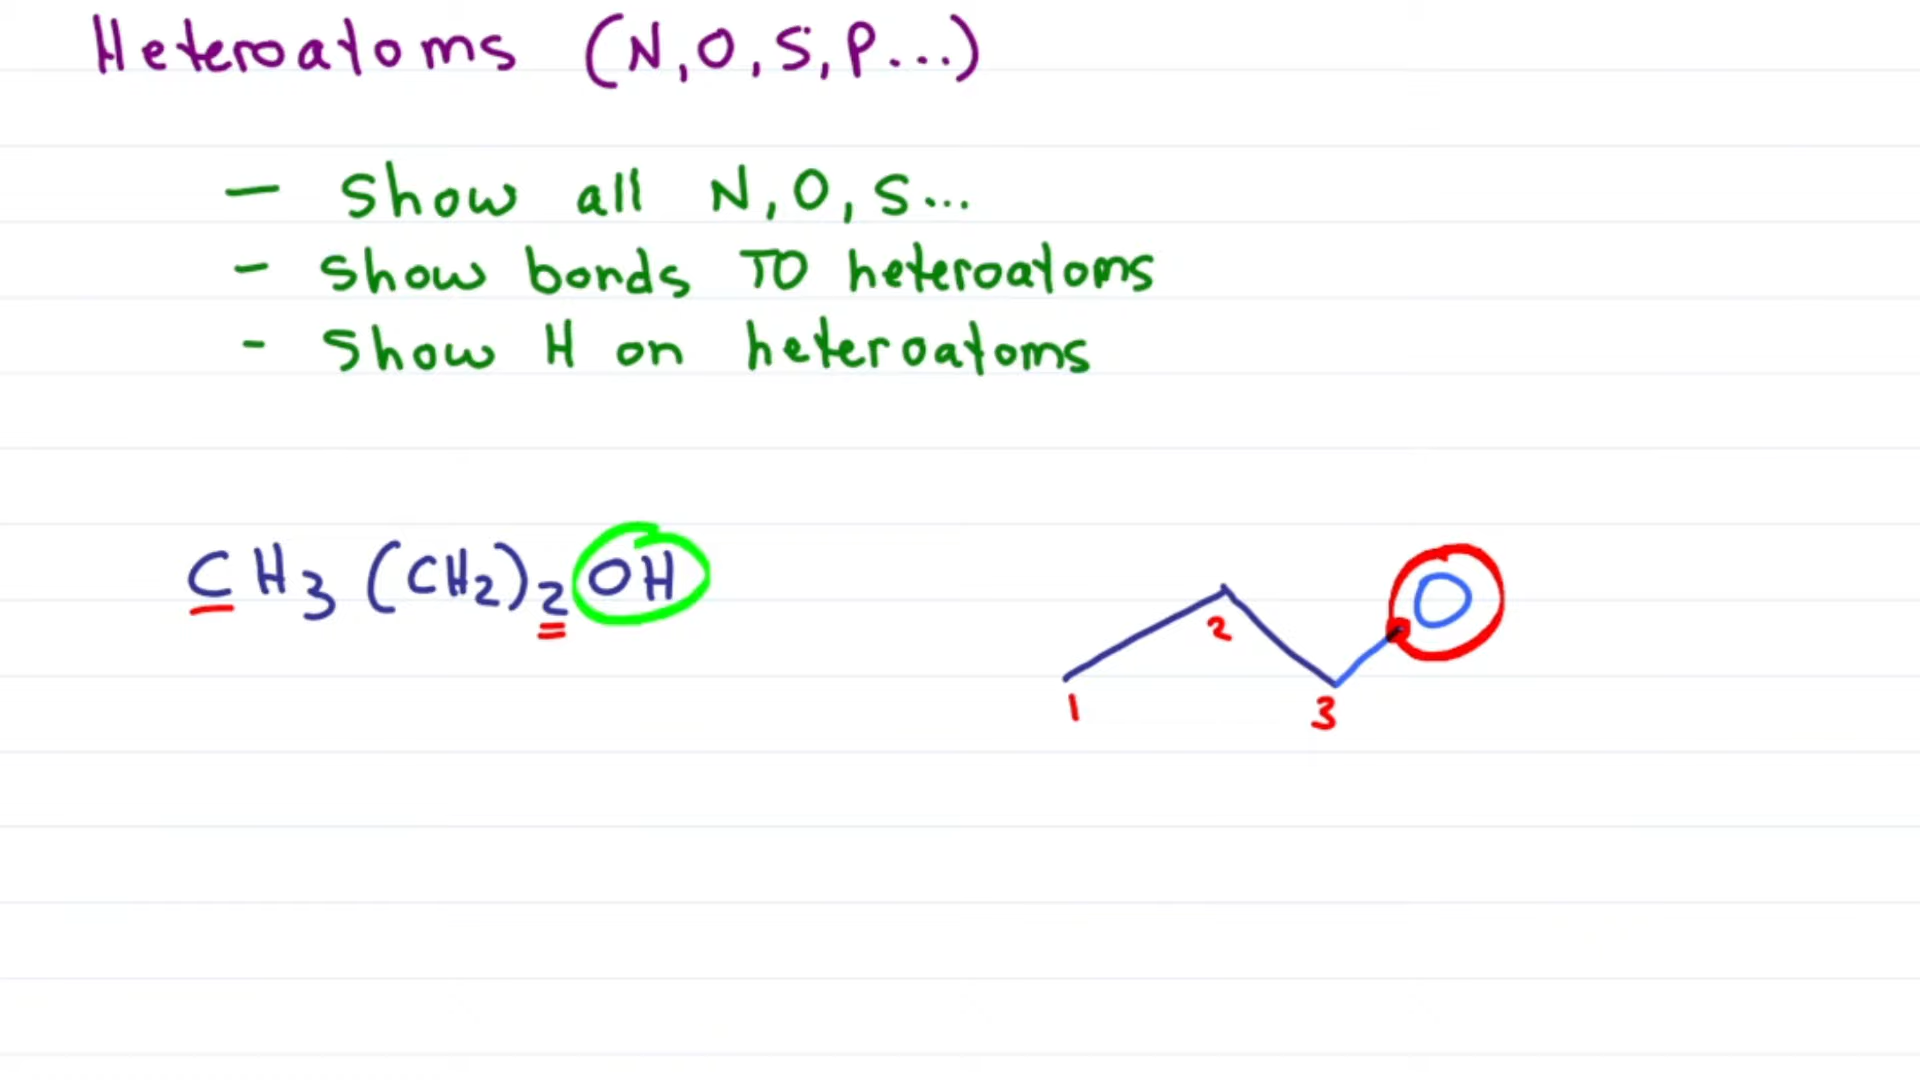 Heteroatoms (N,O,S,P...)
- Show all N,O,S...
- Show bonds TO heteroatoms
- Show H on heteroatoms
CH3(CH2)2OH
O
2
1
3